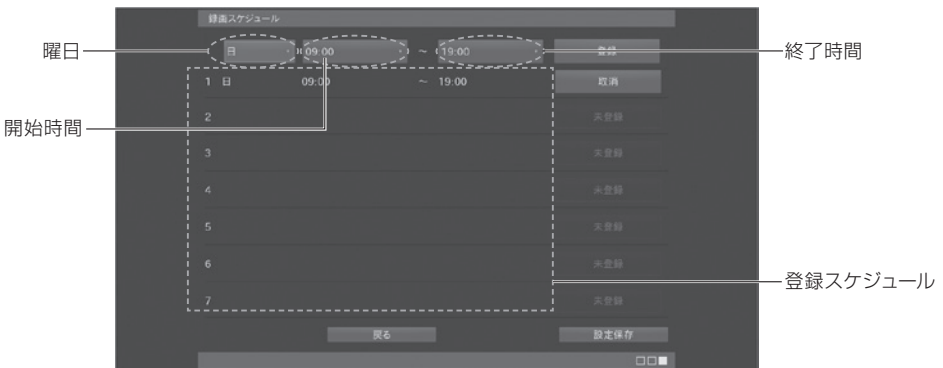 録画スケジュール
曜日
日 09:00 ～ 19:00 登録
終了時間
1 日 09:00 ～ 19:00 取消
開始時間
2 未登録
3 未登録
4 未登録
5 未登録
6 未登録
登録スケジュール
7 未登録
戻る 設定保存